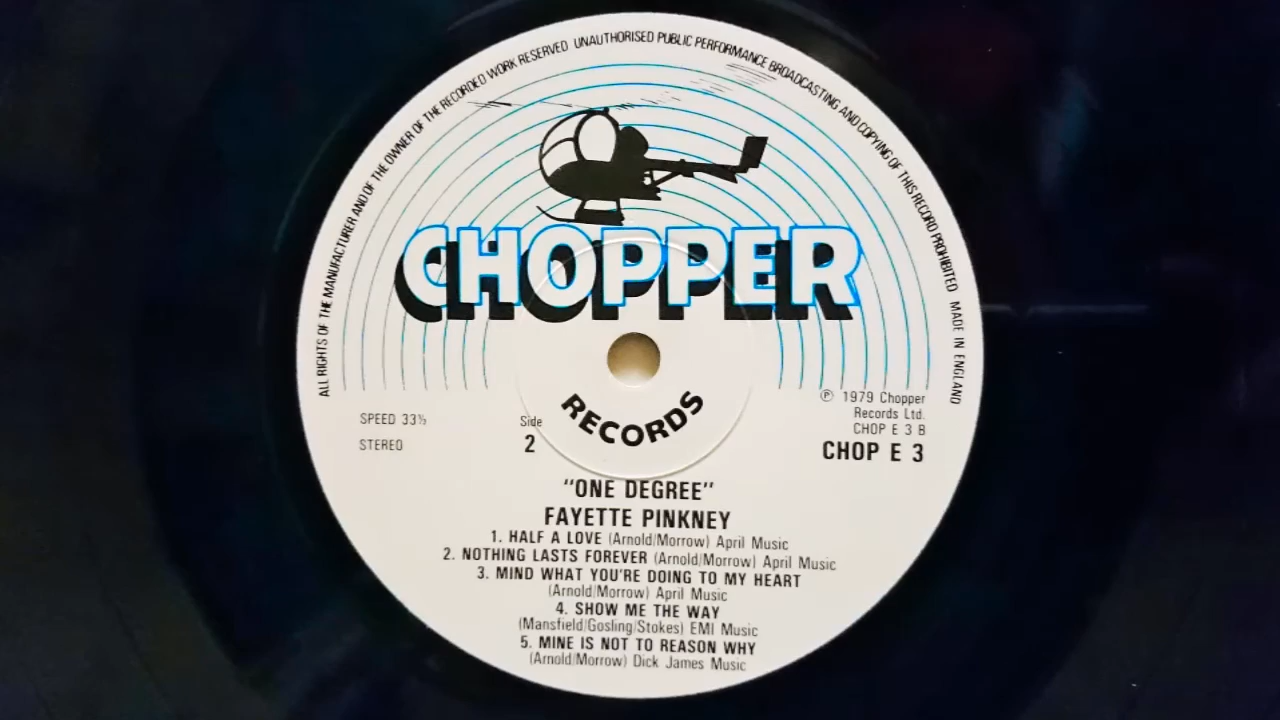 ALL RIGHTS OF THE MANUFACTURER AND OF THE OWNER OF THE RECORDED WORK RESERVED UNAUTHORISED PUBLIC PERFORMANCE BROADCASTING AND COPYING OF THIS RECORD PROHIBITED MADE IN ENGLAND
CHOPPER
RECORDS
SPEED 33⅓
STEREO
Side
2
℗ 1979 Chopper
Records Ltd.
CHOP E 3 B
CHOP E 3
"ONE DEGREE"
FAYETTE PINKNEY
1. HALF A LOVE (Arnold/Morrow) April Music
2. NOTHING LASTS FOREVER (Arnold/Morrow) April Music
3. MIND WHAT YOU'RE DOING TO MY HEART
(Arnold/Morrow) April Music
4. SHOW ME THE WAY
(Mansfield/Gosling/Stokes) EMI Music
5. MINE IS NOT TO REASON WHY
(Arnold/Morrow) Dick James Music